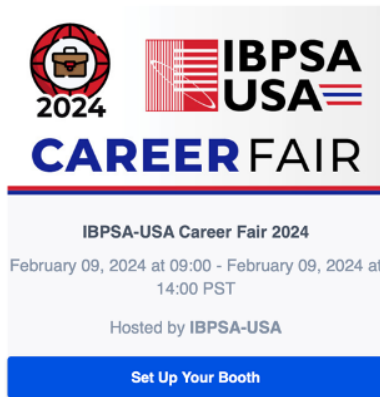 2024
IBPSA
USA
CAREER FAIR
IBPSA-USA Career Fair 2024
February 09, 2024 at 09:00 - February 09, 2024 at
14:00 PST
Hosted by IBPSA-USA
Set Up Your Booth